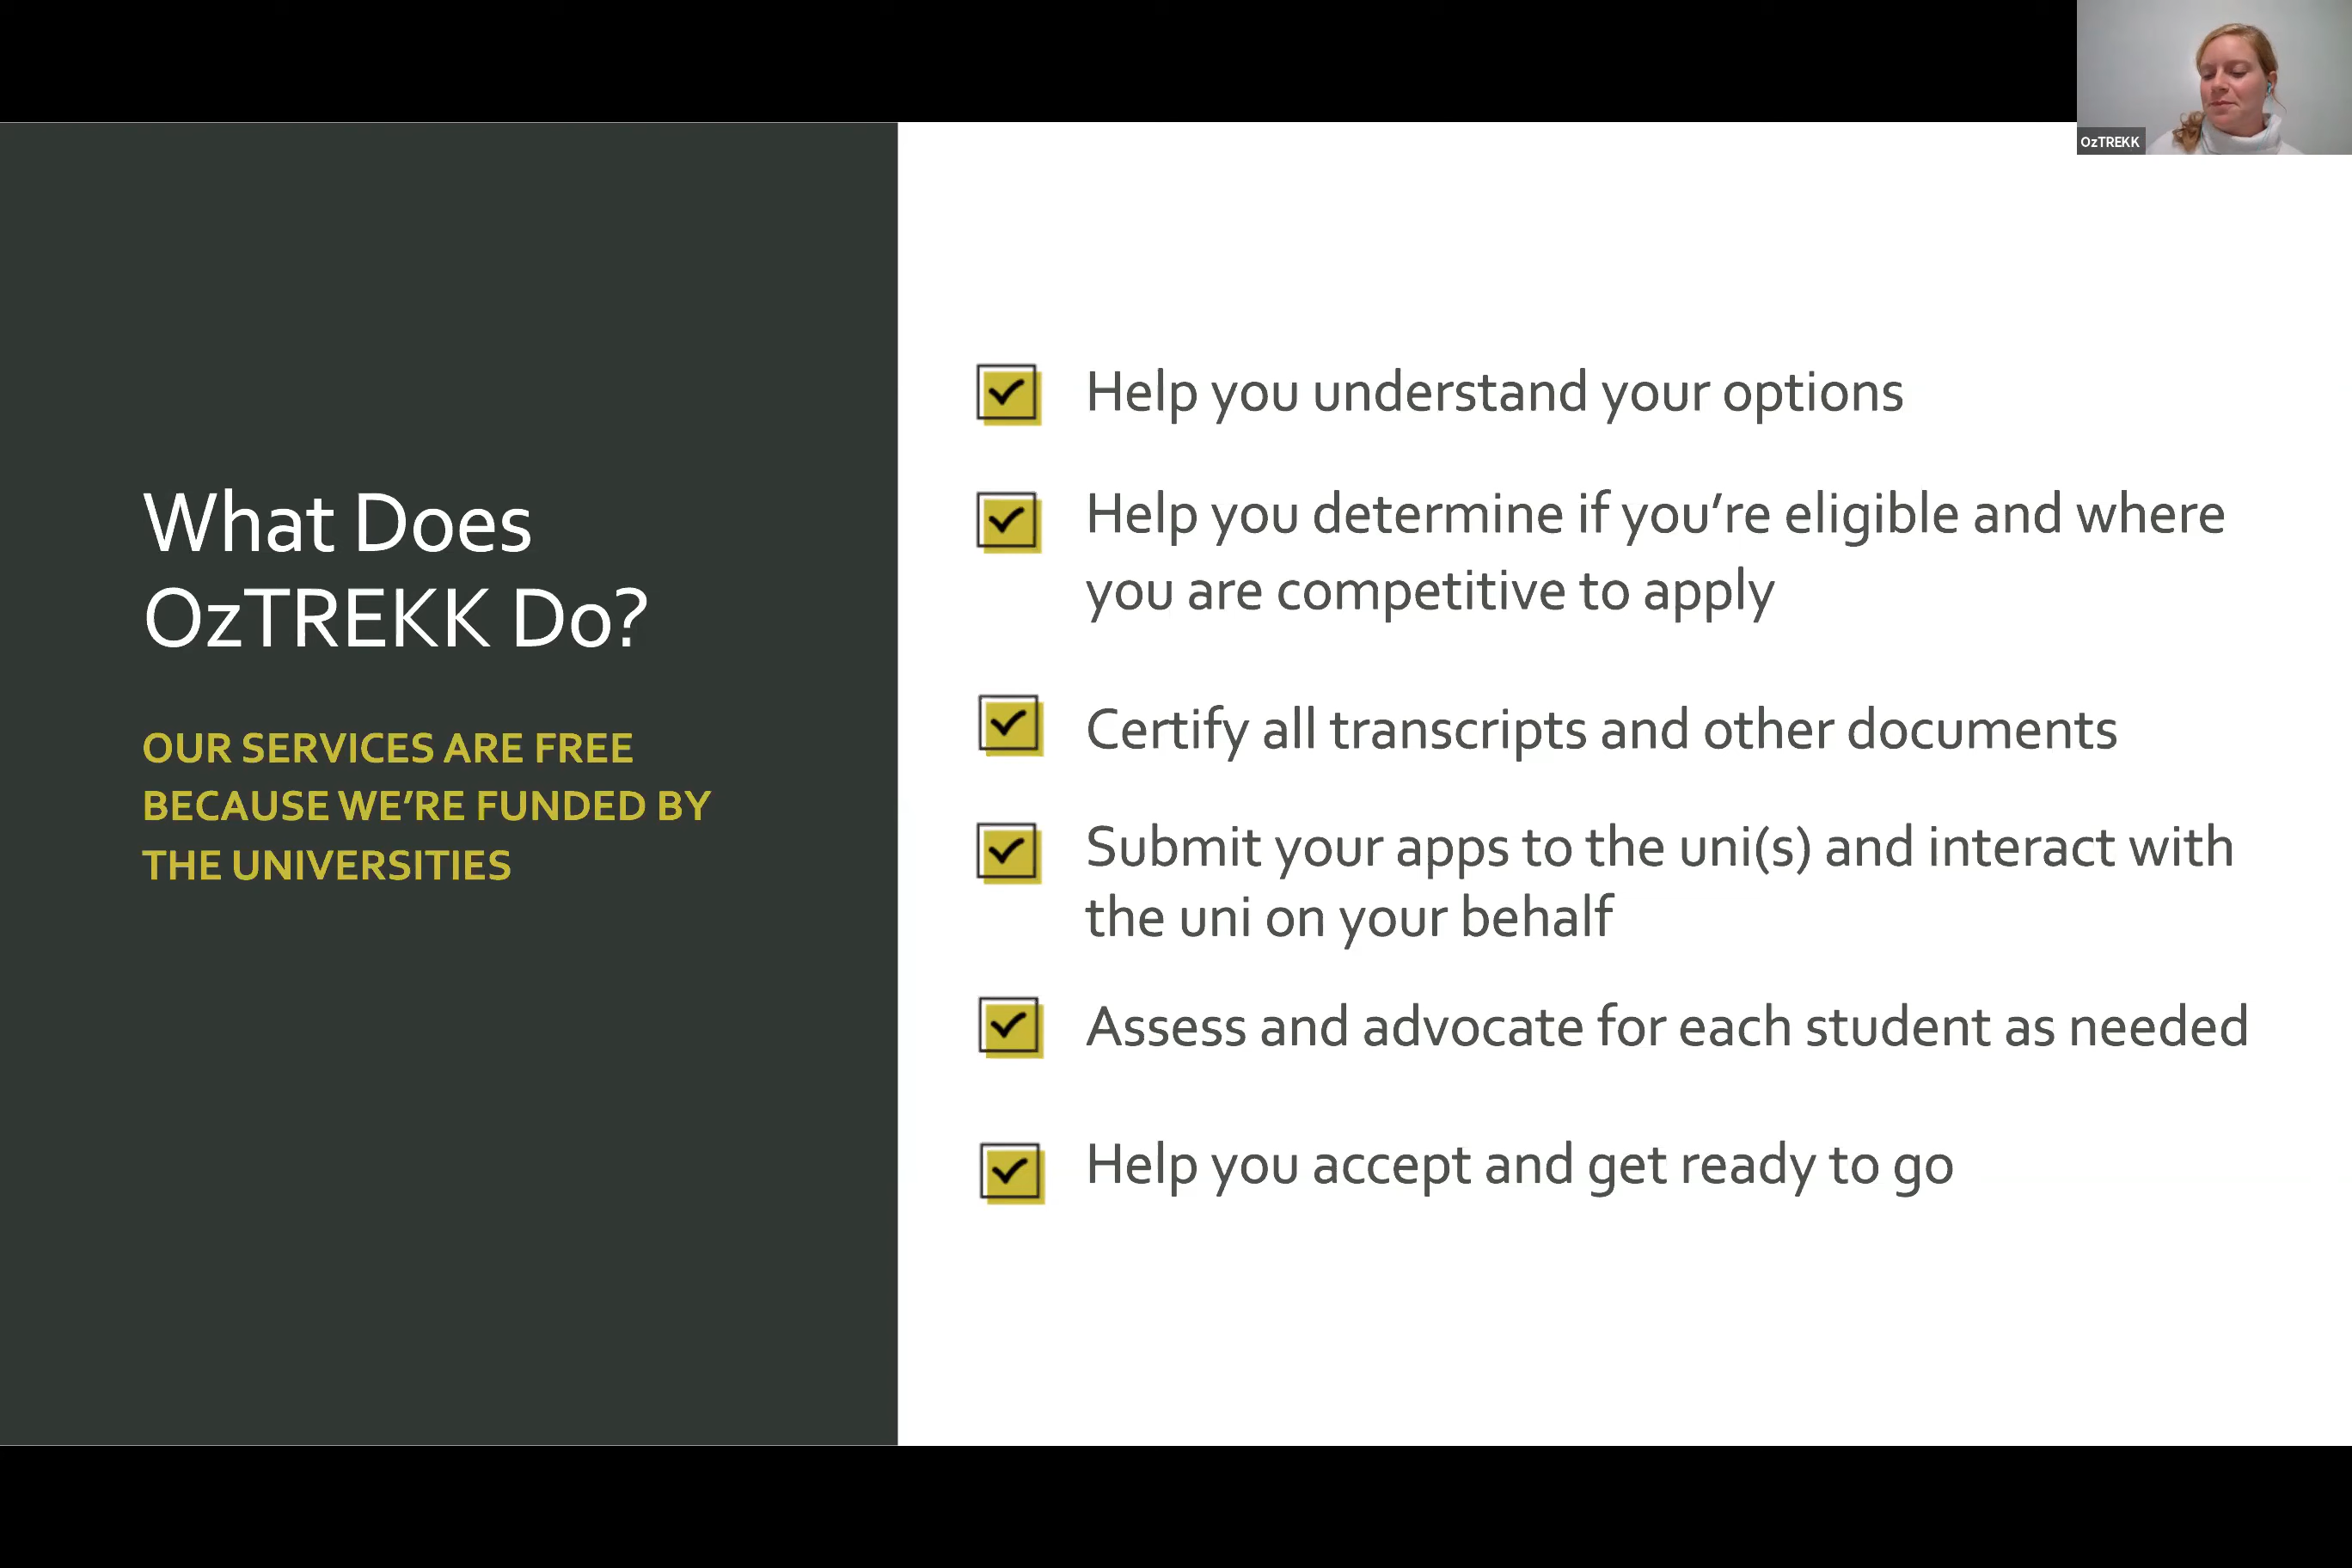 OzTREKK
What Does
OzTREKK Do?
OUR SERVICES ARE FREE
BECAUSE WE'RE FUNDED BY
THE UNIVERSITIES
Help you understand your options
Help you determine if you're eligible and where
you are competitive to apply
Certify all transcripts and other documents
Submit your apps to the uni(s) and interact with
the uni on your behalf
Assess and advocate for each student as needed
Help you accept and get ready to go